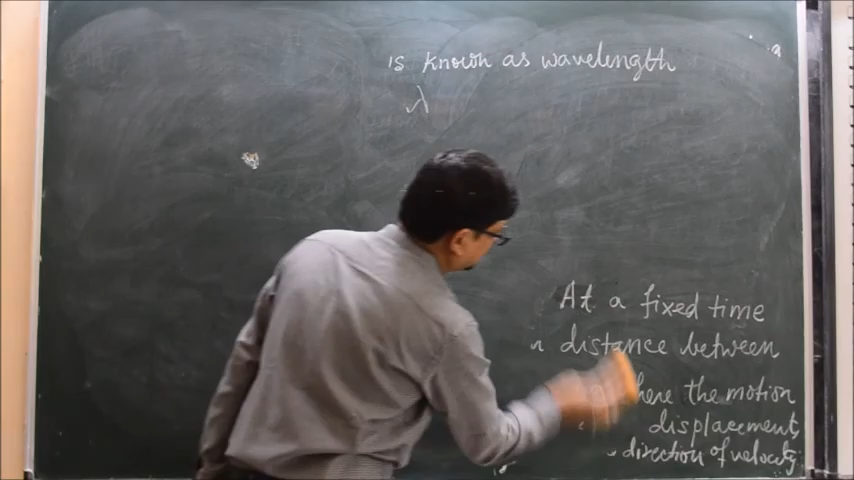 is known as wavelength
λ
At a fixed time
distance between
here the motion
displacement,
direction of velocity